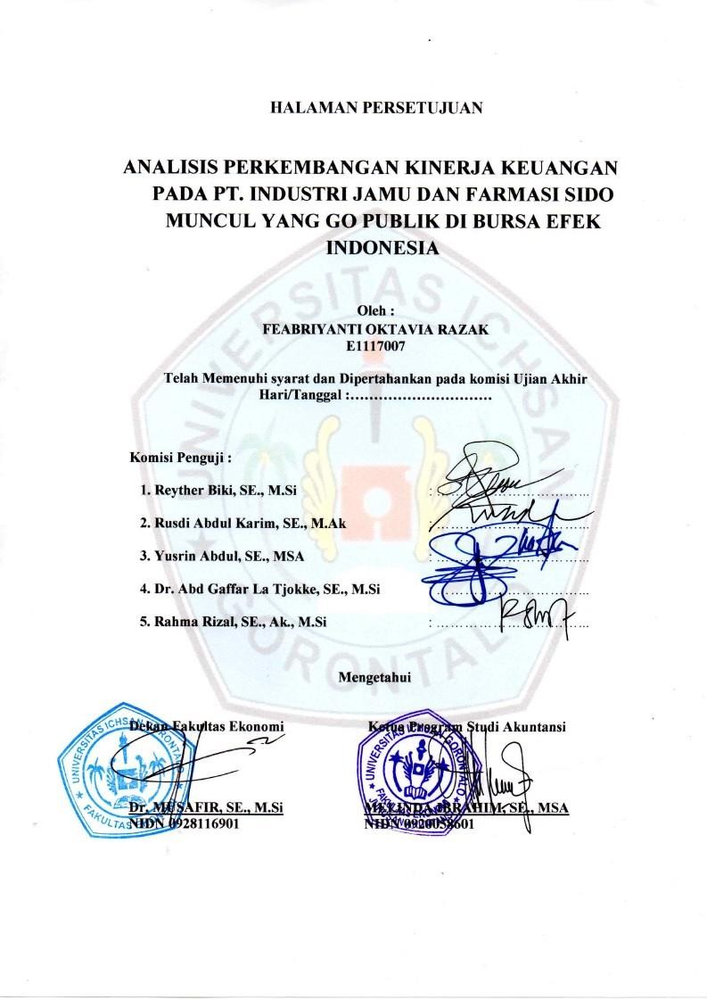 HALAMAN PERSETUJUAN
ANALISIS PERKEMBANGAN KINERJA KEUANGAN
PADA PT. INDUSTRI JAMU DAN FARMASI SIDO
MUNCUL YANG GO PUBLIK DI BURSA EFEK
INDONESIA
UNIVERSITAS ICHSAN
GORONTALO
Oleh :
FEABRIYANTI OKTAVIA RAZAK
E1117007
Telah Memenuhi syarat dan Dipertahankan pada komisi Ujian Akhir
Hari/Tanggal :…………………………
Komisi Penguji :
1. Reyther Biki, SE., M.Si : …………………………..
2. Rusdi Abdul Karim, SE., M.Ak : …………………………..
3. Yusrin Abdul, SE., MSA : …………………………..
4. Dr. Abd Gaffar La Tjokke, SE., M.Si : …………………………..
5. Rahma Rizal, SE., Ak., M.Si : …………………………..
Mengetahui
Dekan Fakultas Ekonomi Ketua Program Studi Akuntansi
UNIVERSITAS ICHSAN GORONTALO
FAKULTAS
UNIVERSITAS ICHSAN GORONTALO
FAKULTAS EKONOMI
Dr. MUSAFIR, SE., M.Si MELINDA IBRAHIM, SE., MSA
NIDN 0928116901 NIDN 0920058601